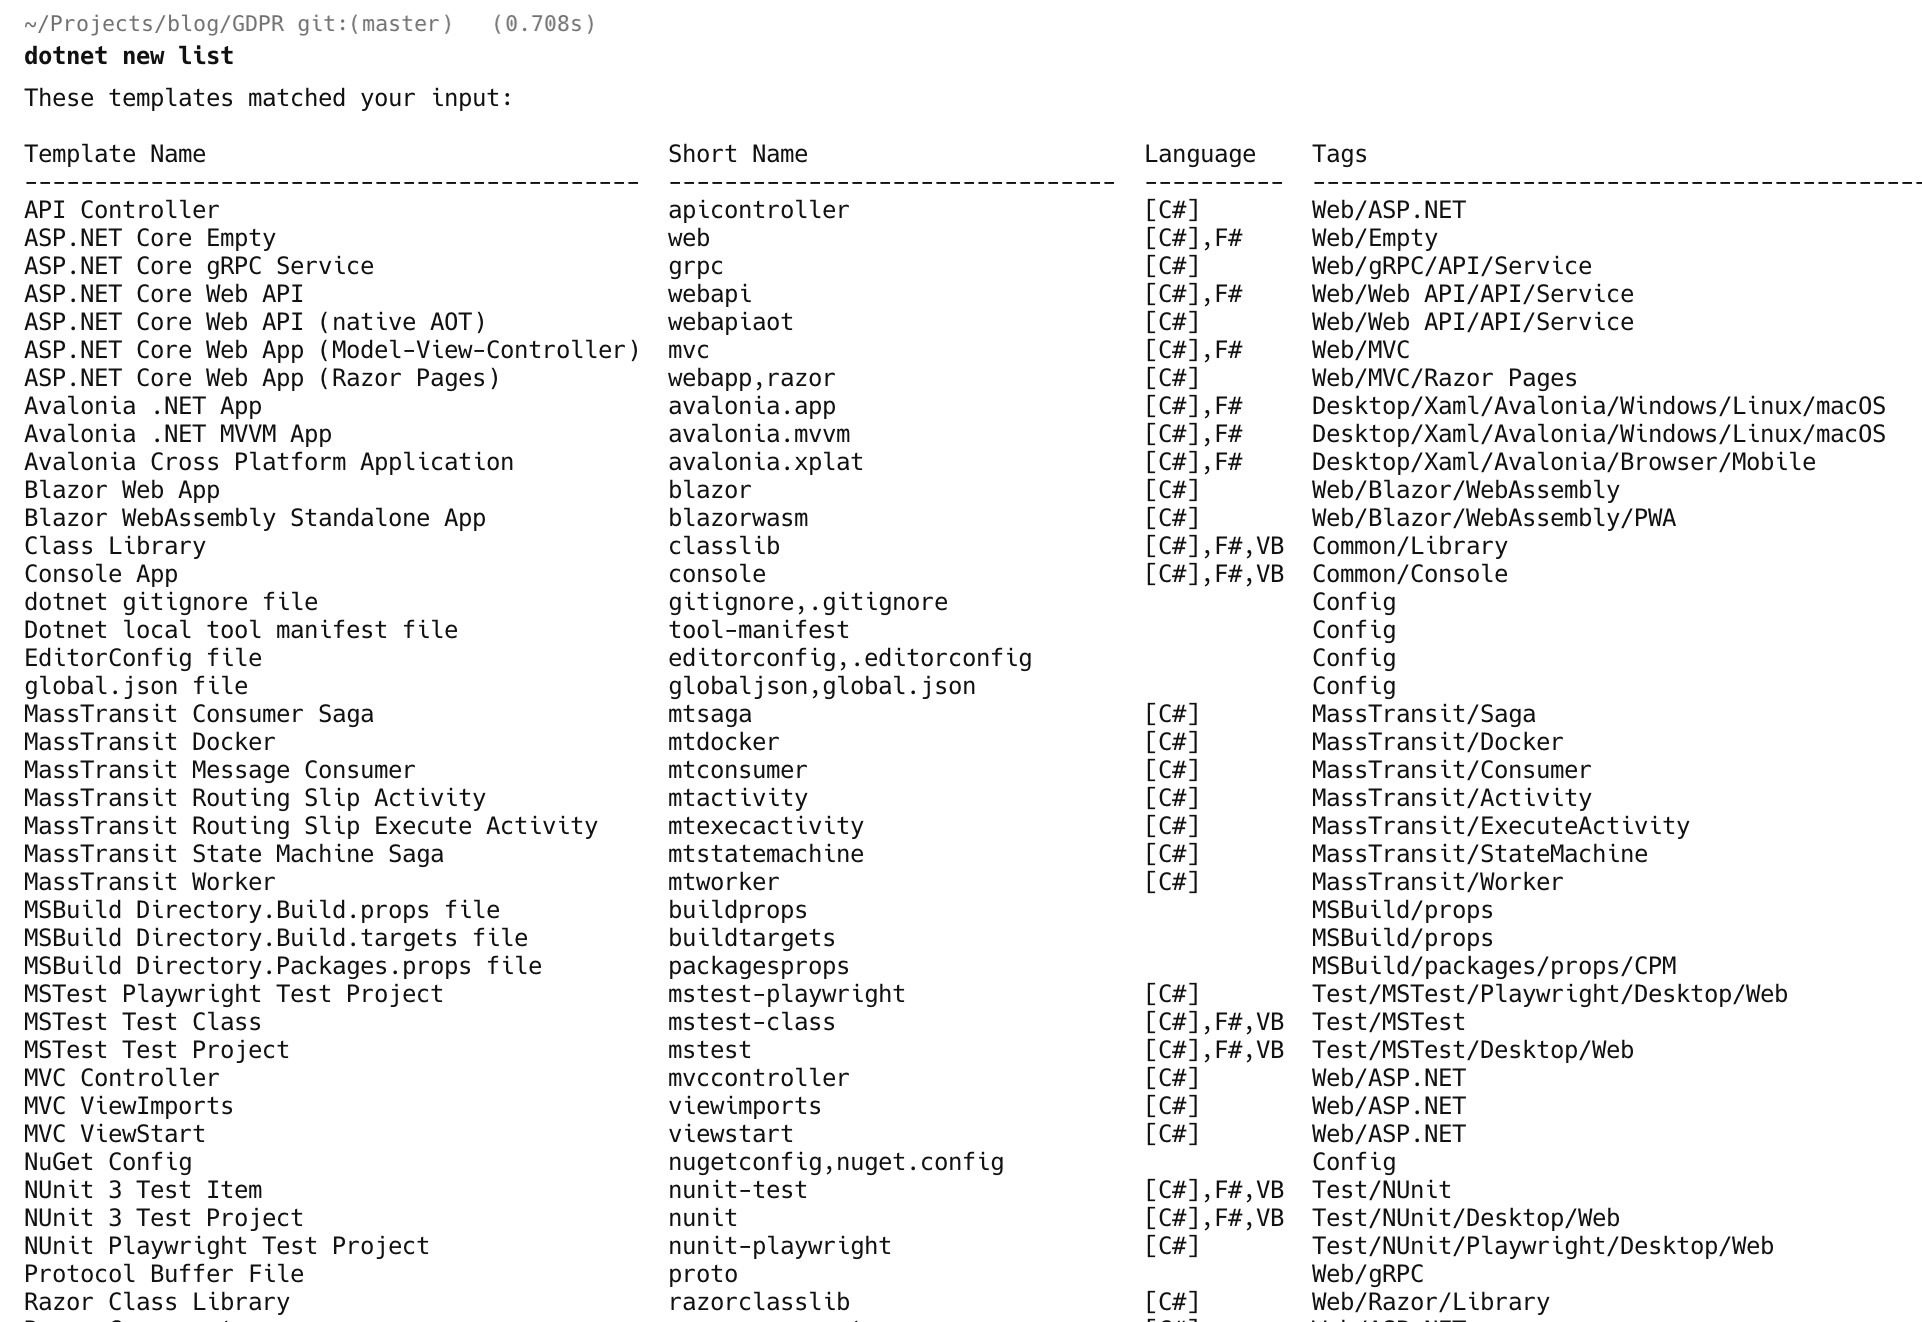 ~/Projects/blog/GDPR git:(master)   (0.708s)
dotnet new list
These templates matched your input:
Template Name                                 Short Name                        Language    Tags
--------------------------------------------  --------------------------------  ----------  --------------------------------------------
API Controller                                apicontroller                     [C#]        Web/ASP.NET
ASP.NET Core Empty                            web                               [C#],F#     Web/Empty
ASP.NET Core gRPC Service                     grpc                              [C#]        Web/gRPC/API/Service
ASP.NET Core Web API                          webapi                            [C#],F#     Web/Web API/API/Service
ASP.NET Core Web API (native AOT)             webapiaot                         [C#]        Web/Web API/API/Service
ASP.NET Core Web App (Model-View-Controller)  mvc                               [C#],F#     Web/MVC
ASP.NET Core Web App (Razor Pages)            webapp,razor                      [C#]        Web/MVC/Razor Pages
Avalonia .NET App                             avalonia.app                      [C#],F#     Desktop/Xaml/Avalonia/Windows/Linux/macOS
Avalonia .NET MVVM App                        avalonia.mvvm                     [C#],F#     Desktop/Xaml/Avalonia/Windows/Linux/macOS
Avalonia Cross Platform Application           avalonia.xplat                    [C#],F#     Desktop/Xaml/Avalonia/Browser/Mobile
Blazor Web App                                blazor                            [C#]        Web/Blazor/WebAssembly
Blazor WebAssembly Standalone App             blazorwasm                        [C#]        Web/Blazor/WebAssembly/PWA
Class Library                                 classlib                          [C#],F#,VB  Common/Library
Console App                                   console                           [C#],F#,VB  Common/Console
dotnet gitignore file                         gitignore,.gitignore                          Config
Dotnet local tool manifest file               tool-manifest                                 Config
EditorConfig file                             editorconfig,.editorconfig                    Config
global.json file                              globaljson,global.json                        Config
MassTransit Consumer Saga                     mtsaga                            [C#]        MassTransit/Saga
MassTransit Docker                            mtdocker                          [C#]        MassTransit/Docker
MassTransit Message Consumer                  mtconsumer                        [C#]        MassTransit/Consumer
MassTransit Routing Slip Activity             mtactivity                        [C#]        MassTransit/Activity
MassTransit Routing Slip Execute Activity     mtexecactivity                    [C#]        MassTransit/ExecuteActivity
MassTransit State Machine Saga                mtstatemachine                    [C#]        MassTransit/StateMachine
MassTransit Worker                            mtworker                          [C#]        MassTransit/Worker
MSBuild Directory.Build.props file            buildprops                                    MSBuild/props
MSBuild Directory.Build.targets file          buildtargets                                  MSBuild/props
MSBuild Directory.Packages.props file         packagesprops                                 MSBuild/packages/props/CPM
MSTest Playwright Test Project                mstest-playwright                 [C#]        Test/MSTest/Playwright/Desktop/Web
MSTest Test Class                             mstest-class                      [C#],F#,VB  Test/MSTest
MSTest Test Project                           mstest                            [C#],F#,VB  Test/MSTest/Desktop/Web
MVC Controller                                mvccontroller                     [C#]        Web/ASP.NET
MVC ViewImports                               viewimports                       [C#]        Web/ASP.NET
MVC ViewStart                                 viewstart                         [C#]        Web/ASP.NET
NuGet Config                                  nugetconfig,nuget.config                      Config
NUnit 3 Test Item                             nunit-test                        [C#],F#,VB  Test/NUnit
NUnit 3 Test Project                          nunit                             [C#],F#,VB  Test/NUnit/Desktop/Web
NUnit Playwright Test Project                 nunit-playwright                  [C#]        Test/NUnit/Playwright/Desktop/Web
Protocol Buffer File                          proto                                         Web/gRPC
Razor Class Library                           razorclasslib                     [C#]        Web/Razor/Library